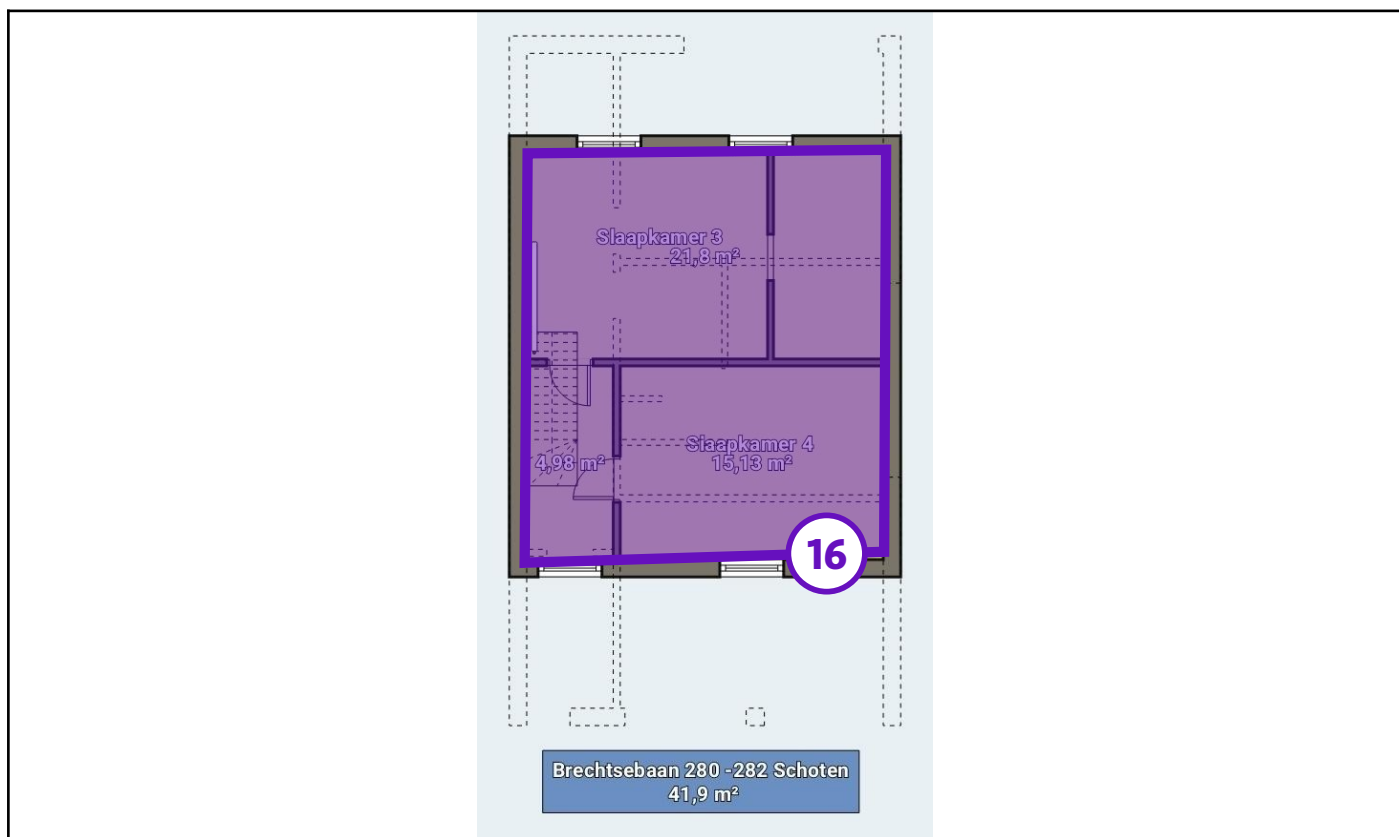 Slaapkamer 3
21,8 m²
Slaapkamer 4
15,13 m²
4,98 m²
16
Brechtsebaan 280 -282 Schoten
41,9 m²